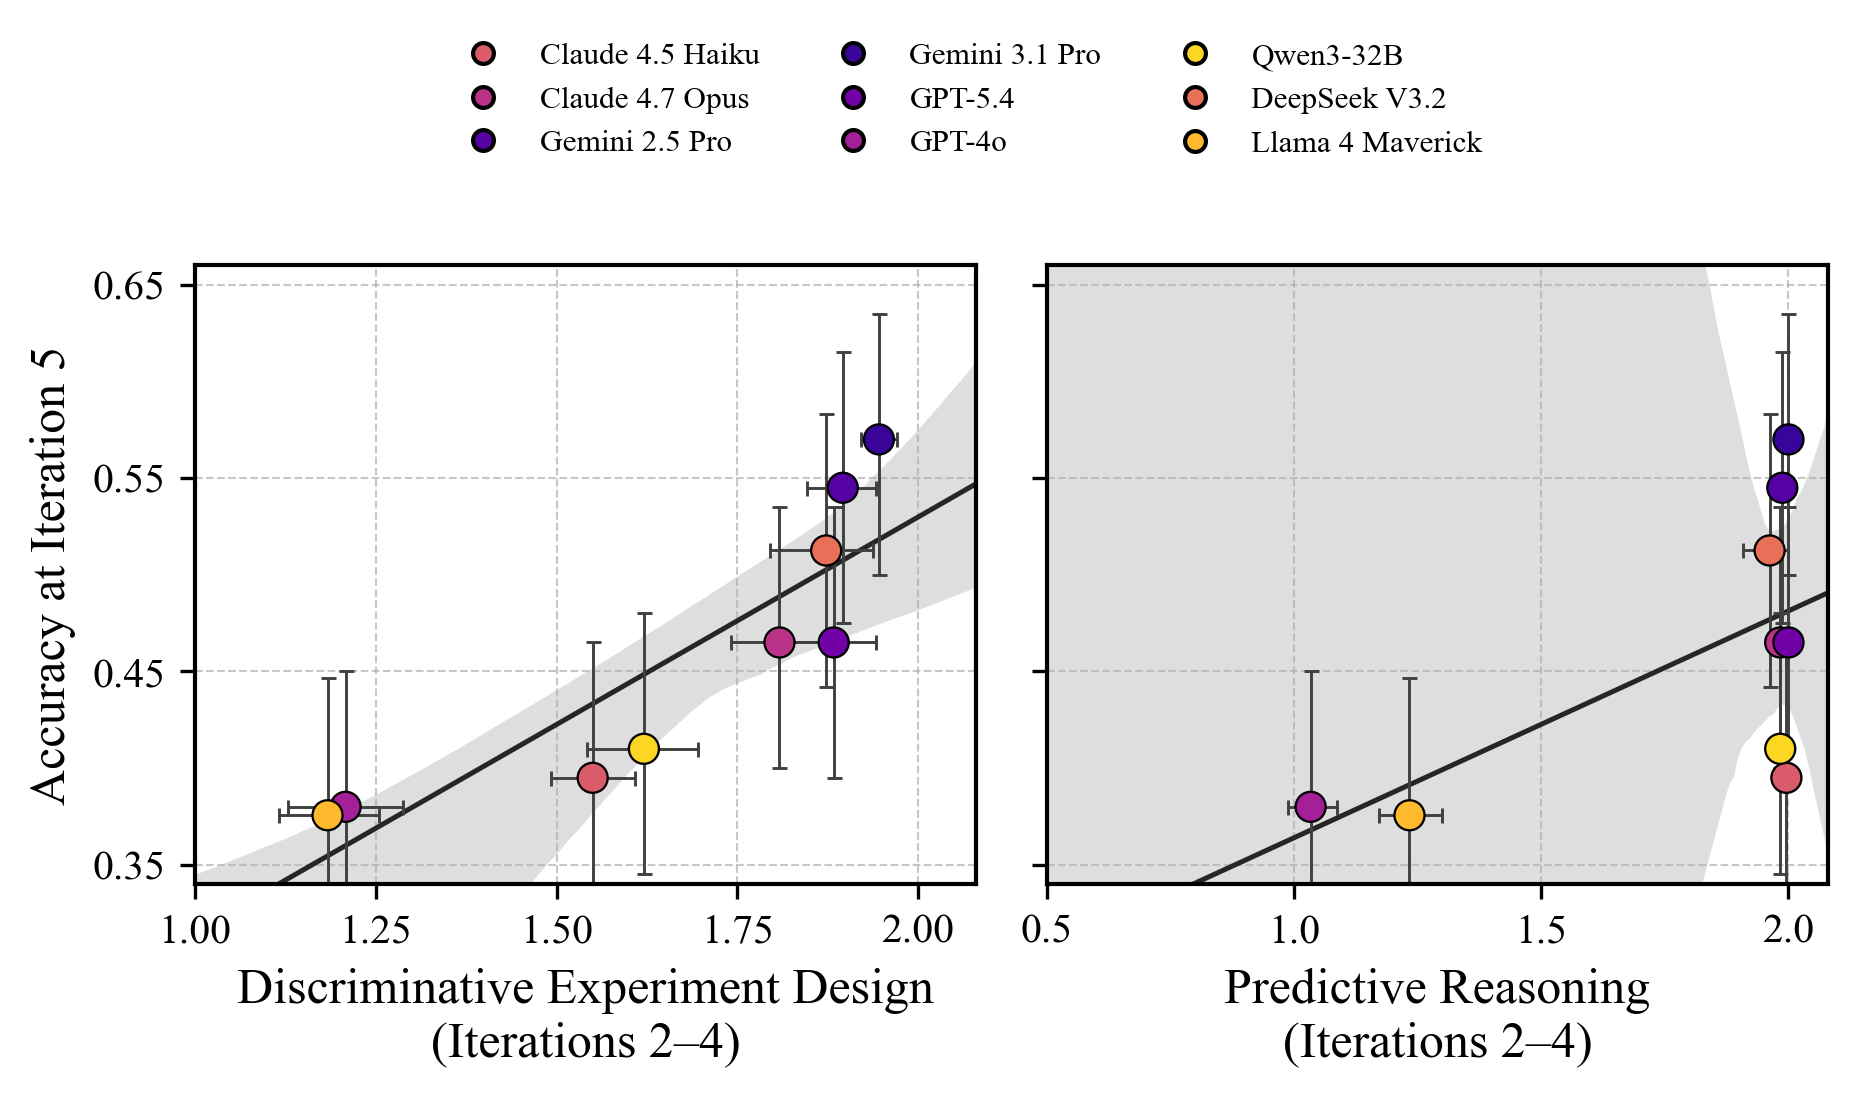 Claude 4.5 Haiku
Claude 4.7 Opus
Gemini 2.5 Pro
Gemini 3.1 Pro
GPT-5.4
GPT-4o
Qwen3-32B
DeepSeek V3.2
Llama 4 Maverick
Accuracy at Iteration 5
0.65
0.55
0.45
0.35
1.00 1.25 1.50 1.75 2.00
Discriminative Experiment Design
(Iterations 2–4)
0.5 1.0 1.5 2.0
Predictive Reasoning
(Iterations 2–4)